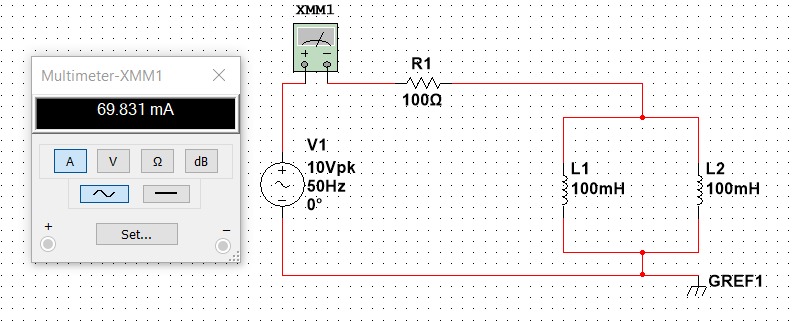 XMM1
Multimeter-XMM1
69.831 mA
A V Ω dB
Set...
+ −
+ −
R1
100Ω
V1
10Vpk
50Hz
0°
+
−
L1
100mH
L2
100mH
GREF1